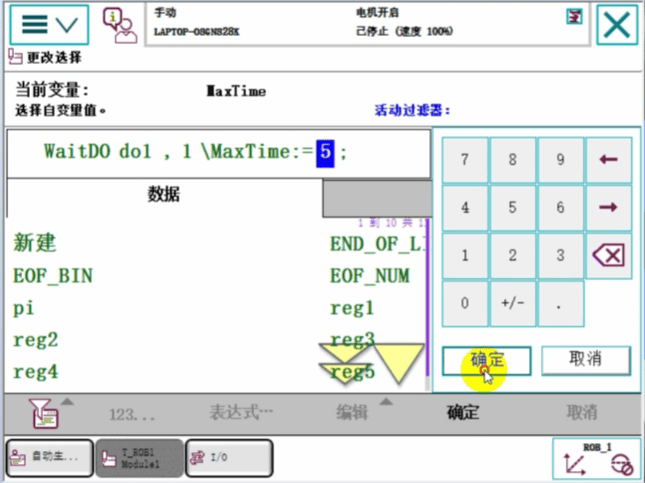 手动
LAPTOP-O8GNS28K
电机开启
已停止 (速度 100%)
更改选择
当前变量: MaxTime
选择自变量值。 活动过滤器:
WaitDO do1 , 1 \MaxTime:= 5 ;
数据
1 到 10 共 1
新建 END_OF_L
EOF_BIN EOF_NUM
pi reg1
reg2 reg3
reg4 reg5
7 8 9 ←
4 5 6 →
1 2 3
0 +/- .
确定 取消
123... 表达式… 编辑 确定 取消
自动生...
T_ROB1
Module1
I/O
ROB_1